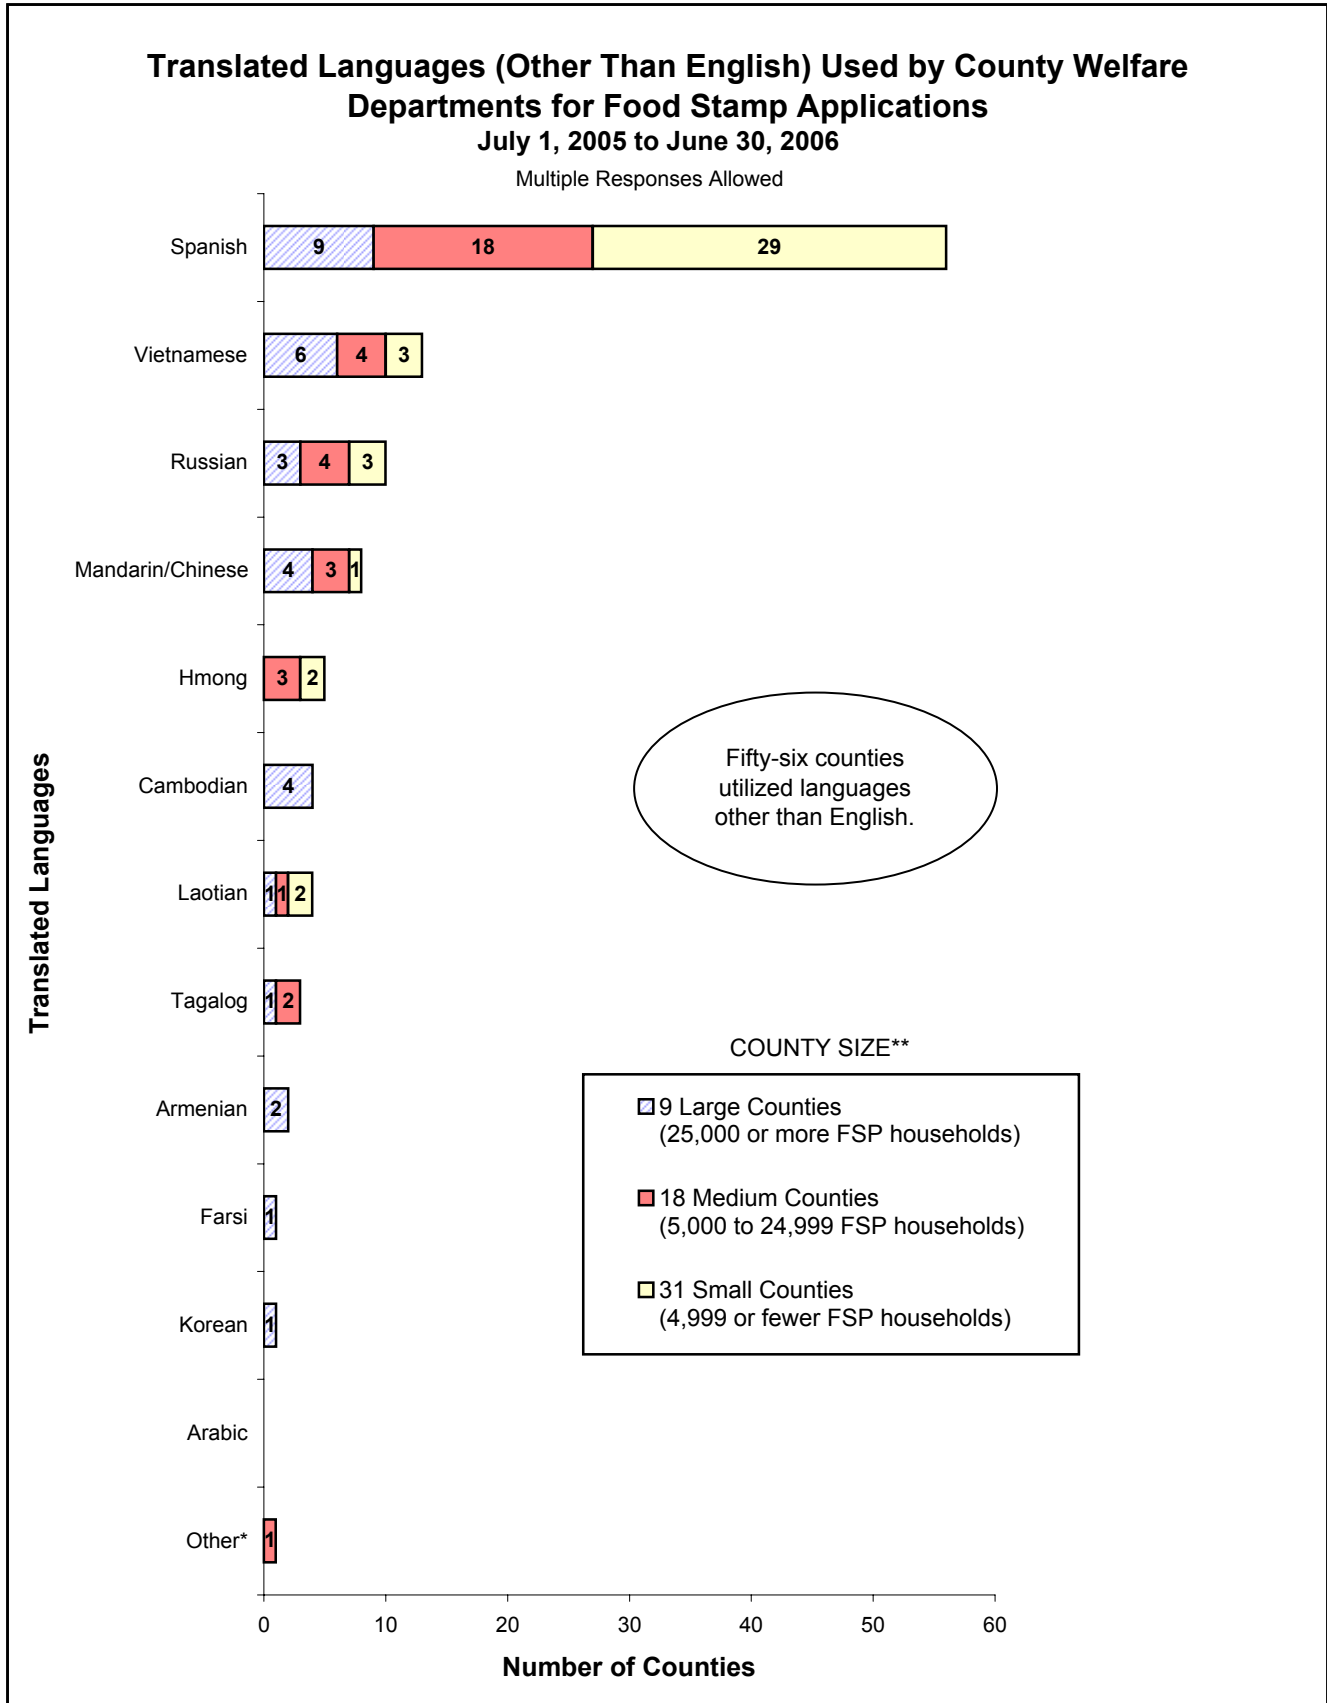 Translated Languages (Other Than English) Used by County Welfare
Departments for Food Stamp Applications
July 1, 2005 to June 30, 2006
Multiple Responses Allowed
Spanish 9 18 29
Vietnamese 6 4 3
Russian 3 4 3
Mandarin/Chinese 4 3 1
Hmong 3 2
Cambodian 4
Laotian 1 1 2
Tagalog 1 2
Armenian 2
Farsi 1
Korean 1
Arabic
Other* 1
0 10 20 30 40 50 60
Number of Counties
Translated Languages
Fifty-six counties
utilized languages
other than English.
COUNTY SIZE**
9 Large Counties
(25,000 or more FSP households)
18 Medium Counties
(5,000 to 24,999 FSP households)
31 Small Counties
(4,999 or fewer FSP households)